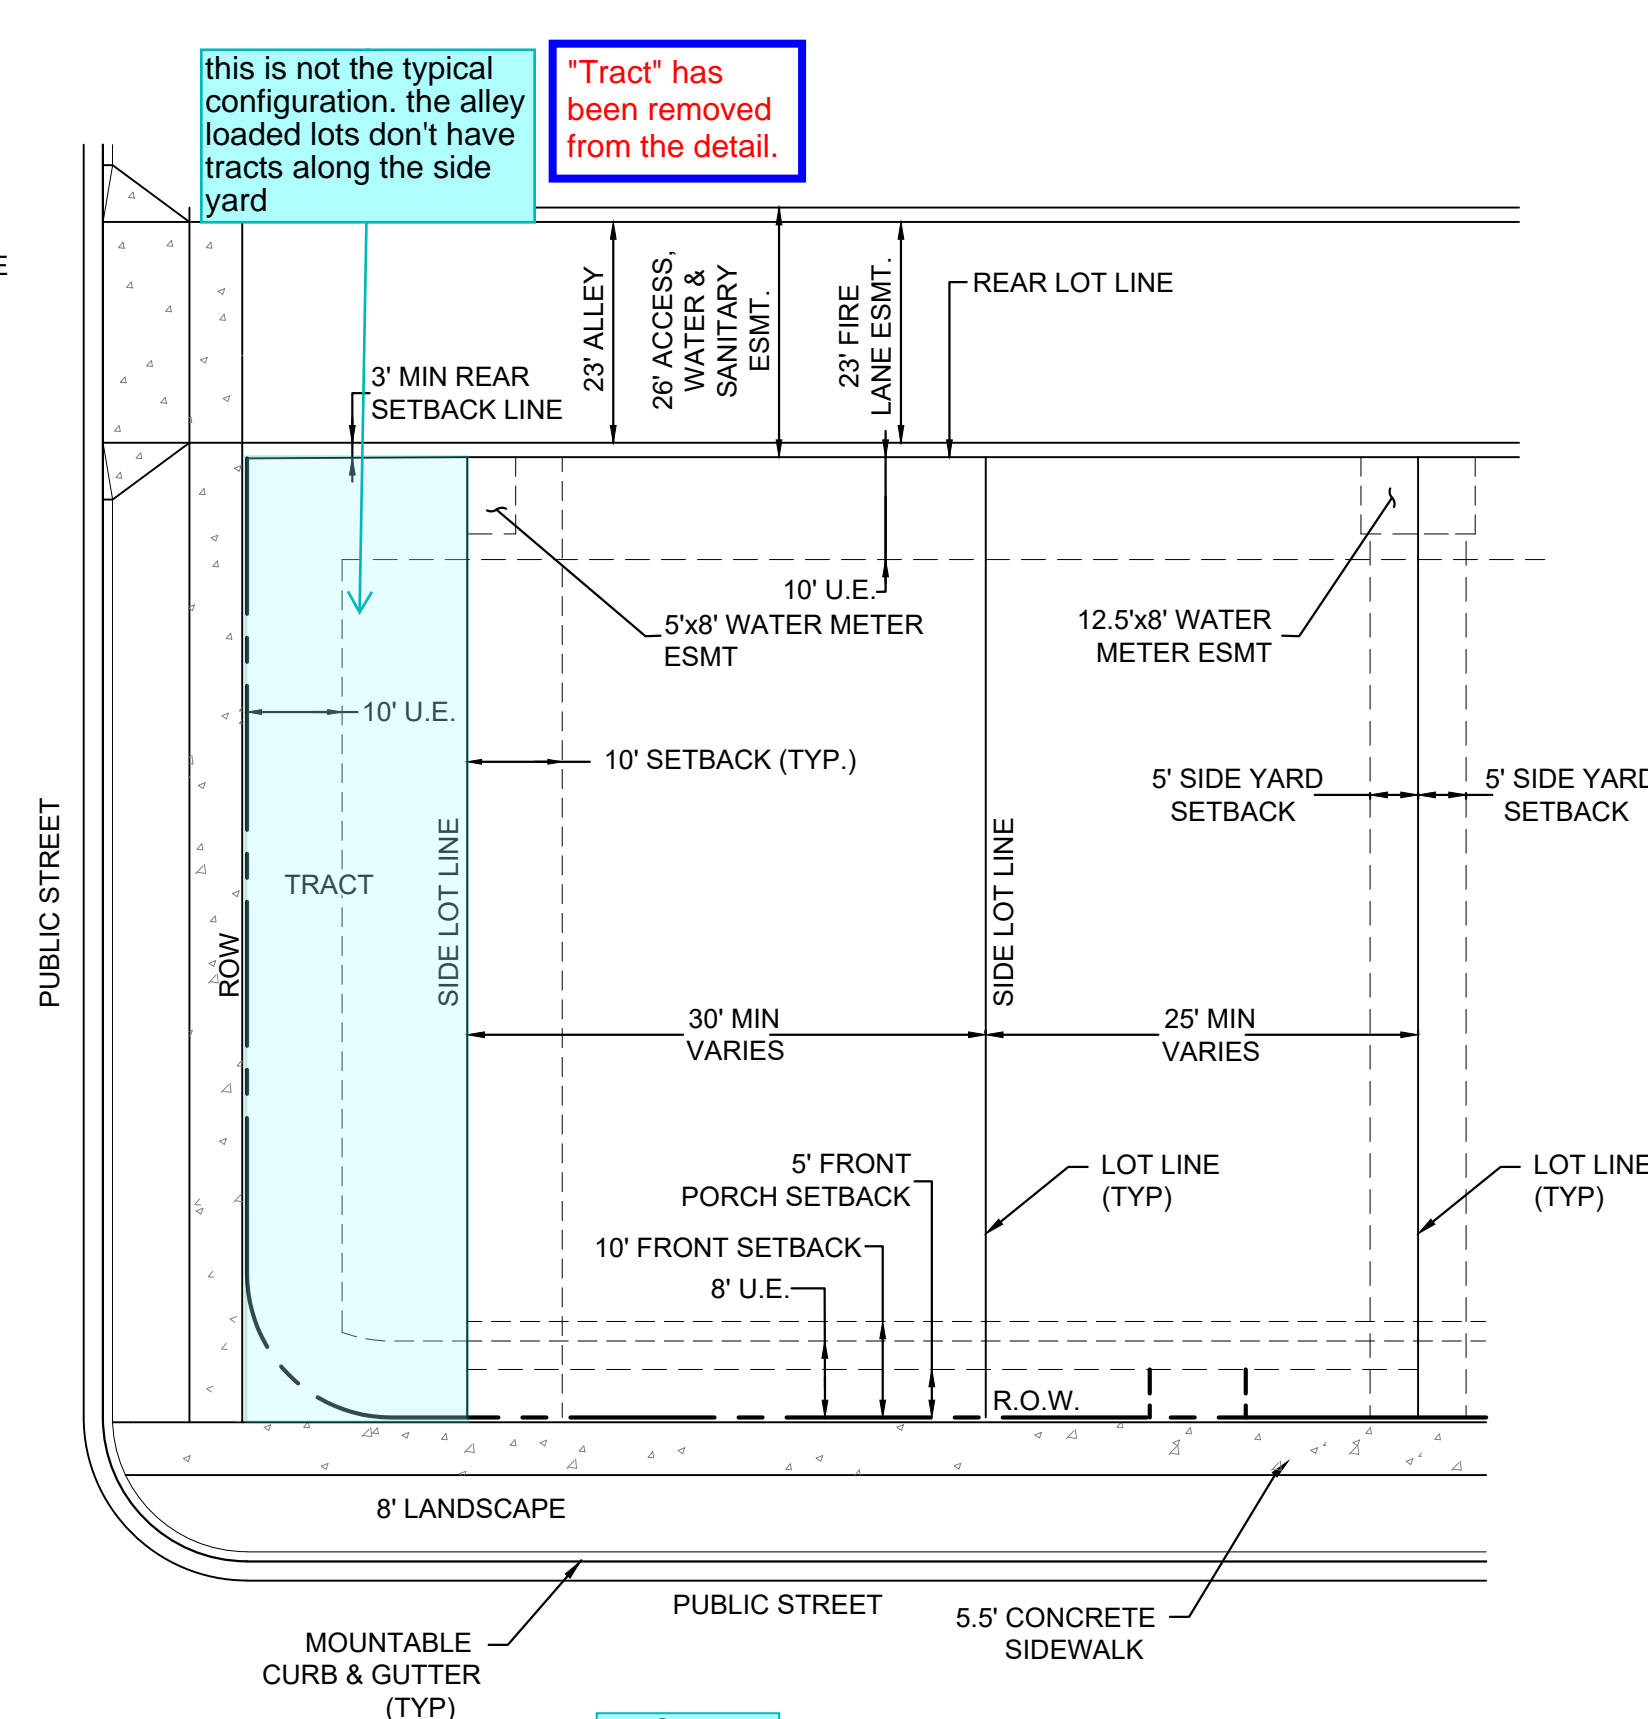 this is not the typical
configuration. the alley
loaded lots don't have
tracts along the side
yard
"Tract" has
been removed
from the detail.
E
23' ALLEY
26' ACCESS,
WATER &
SANITARY
ESMT.
23' FIRE
LANE ESMT.
REAR LOT LINE
3' MIN REAR
SETBACK LINE
10' U.E.
5'x8' WATER METER
ESMT
12.5'x8' WATER
METER ESMT
10' U.E.
10' SETBACK (TYP.)
5' SIDE YARD
SETBACK
5' SIDE YARD
SETBACK
PUBLIC STREET
ROW
TRACT
SIDE LOT LINE
SIDE LOT LINE
30' MIN
VARIES
25' MIN
VARIES
5' FRONT
PORCH SETBACK
LOT LINE
(TYP)
LOT LINE
(TYP)
10' FRONT SETBACK
8' U.E.
R.O.W.
8' LANDSCAPE
PUBLIC STREET
5.5' CONCRETE
SIDEWALK
MOUNTABLE
CURB & GUTTER
(TYP)